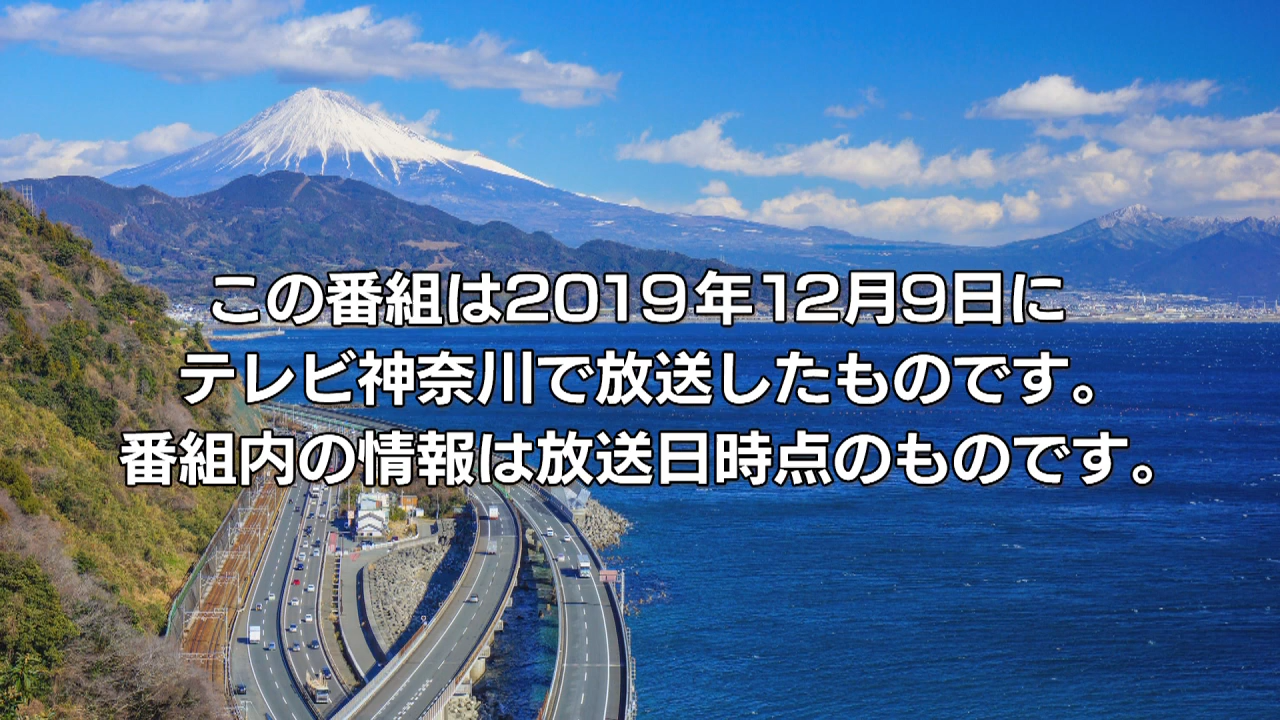 この番組は2019年12月9日に
テレビ神奈川で放送したものです。
番組内の情報は放送日時点のものです。